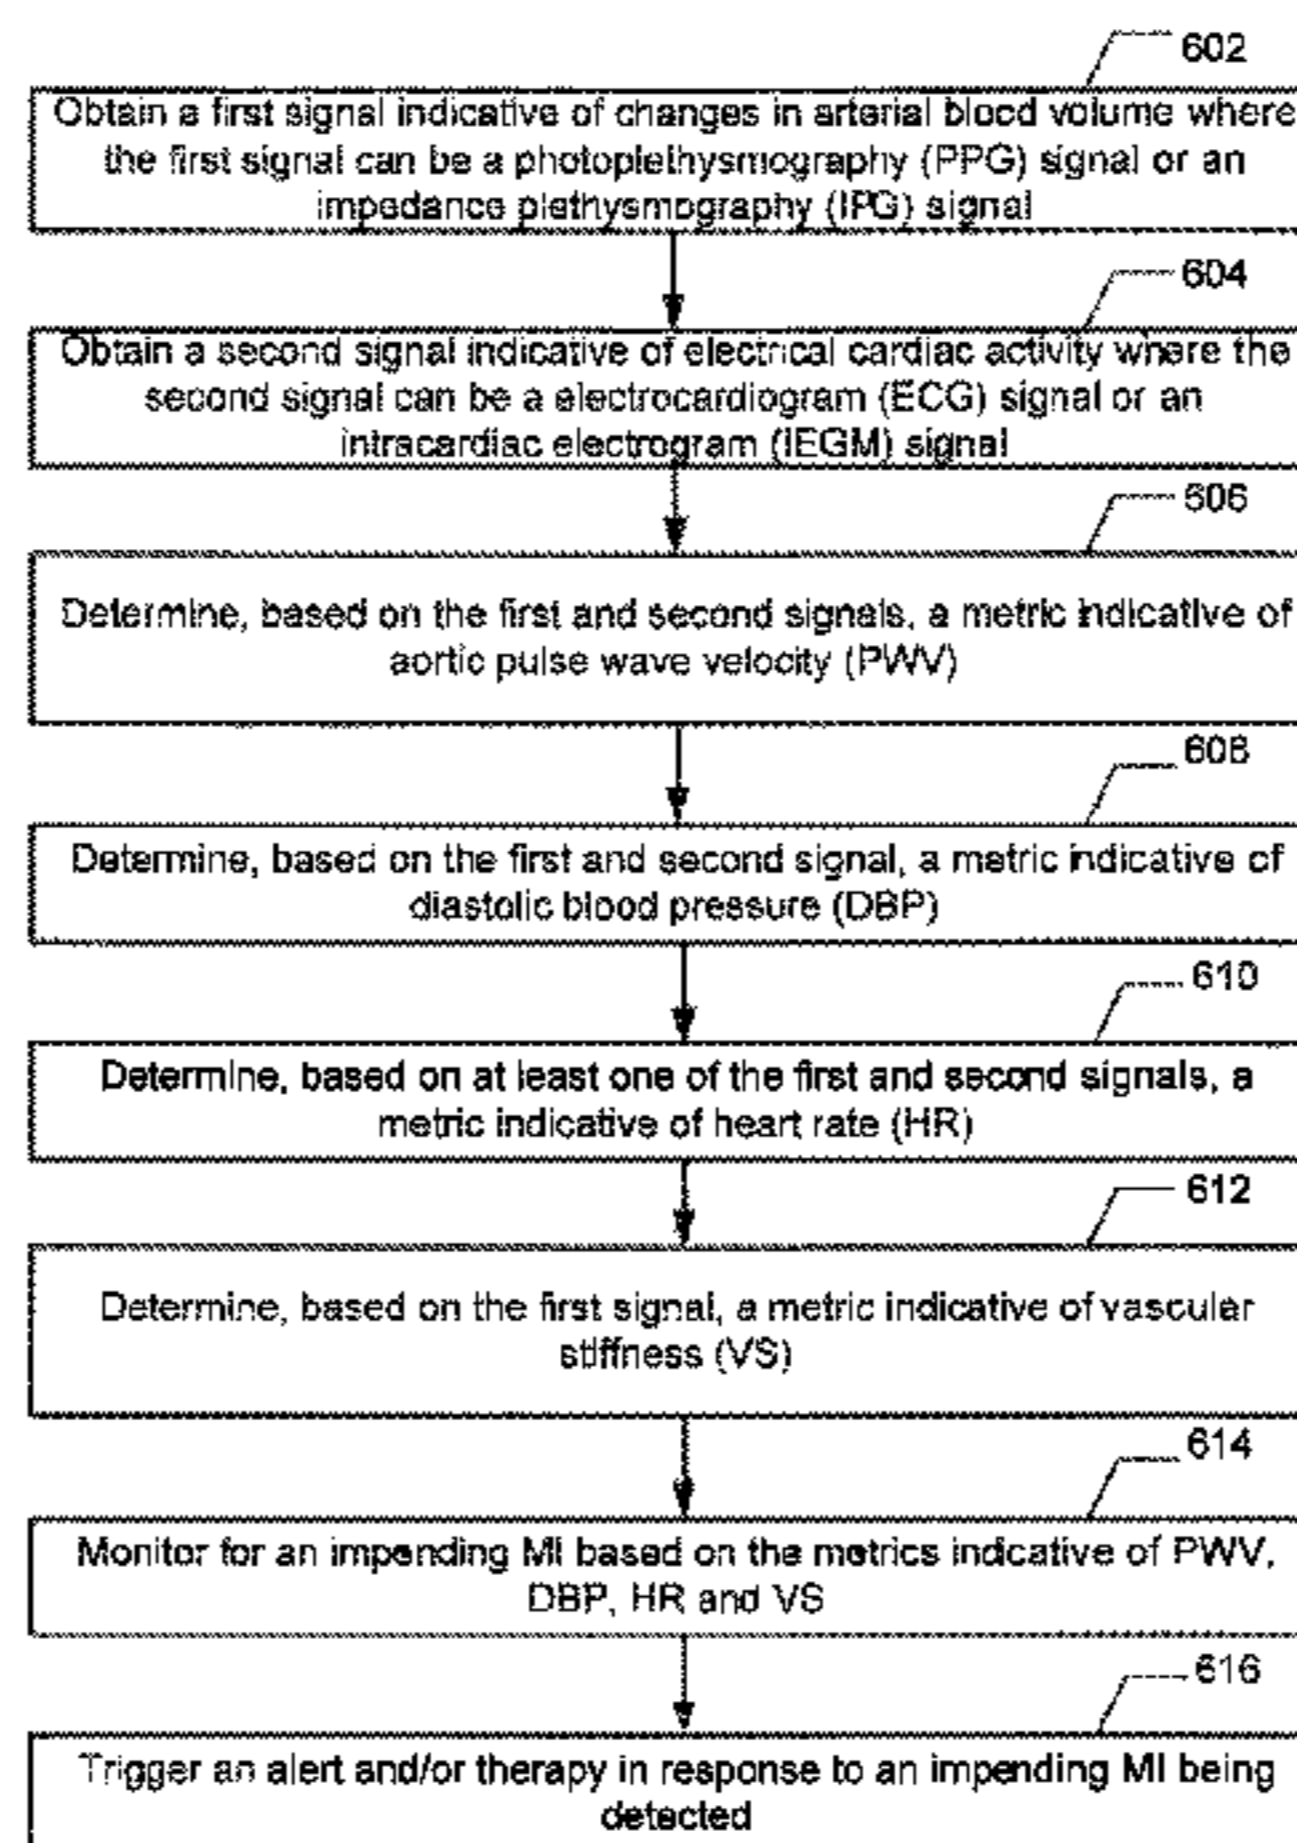 602
Obtain a first signal indicative of changes in arterial blood volume where
the first signal can be a photoplethysmography (PPG) signal or an
impedance plethysmography (IPG) signal
604
Obtain a second signal indicative of electrical cardiac activity where the
second signal can be a electrocardiogram (ECG) signal or an
intracardiac electrogram (IEGM) signal
606
Determine, based on the first and second signals, a metric indicative of
aortic pulse wave velocity (PWV)
608
Determine, based on the first and second signal, a metric indicative of
diastolic blood pressure (DBP)
610
Determine, based on at least one of the first and second signals, a
metric indicative of heart rate (HR)
612
Determine, based on the first signal, a metric indicative of vascular
stiffness (VS)
614
Monitor for an impending MI based on the metrics indicative of PWV,
DBP, HR and VS
616
Trigger an alert and/or therapy in response to an impending MI being
detected